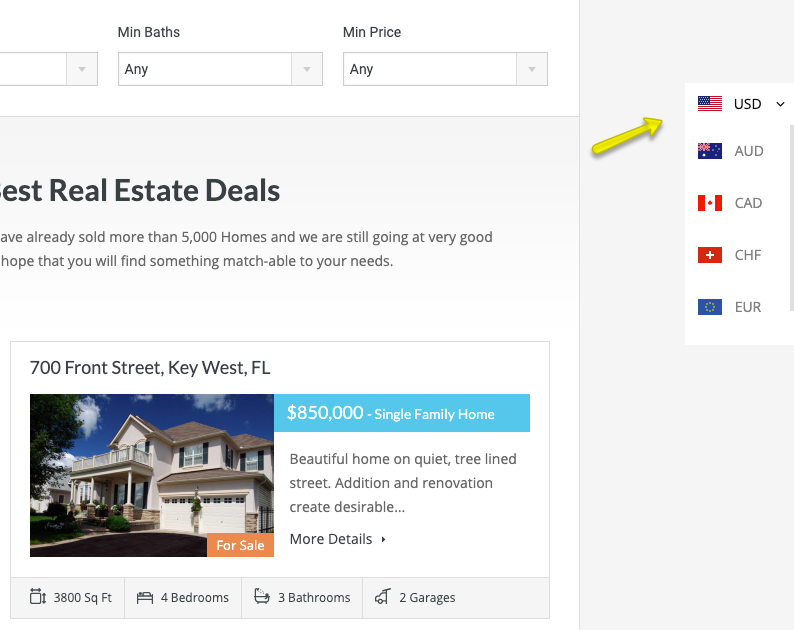 Min Baths
Min Price
Any
Any
USD
AUD
CAD
CHF
EUR
est Real Estate Deals
ave already sold more than 5,000 Homes and we are still going at very good
hope that you will find something match-able to your needs.
700 Front Street, Key West, FL
$850,000 - Single Family Home
Beautiful home on quiet, tree lined
street. Addition and renovation
create desirable...
More Details
For Sale
3800 Sq Ft
4 Bedrooms
3 Bathrooms
2 Garages